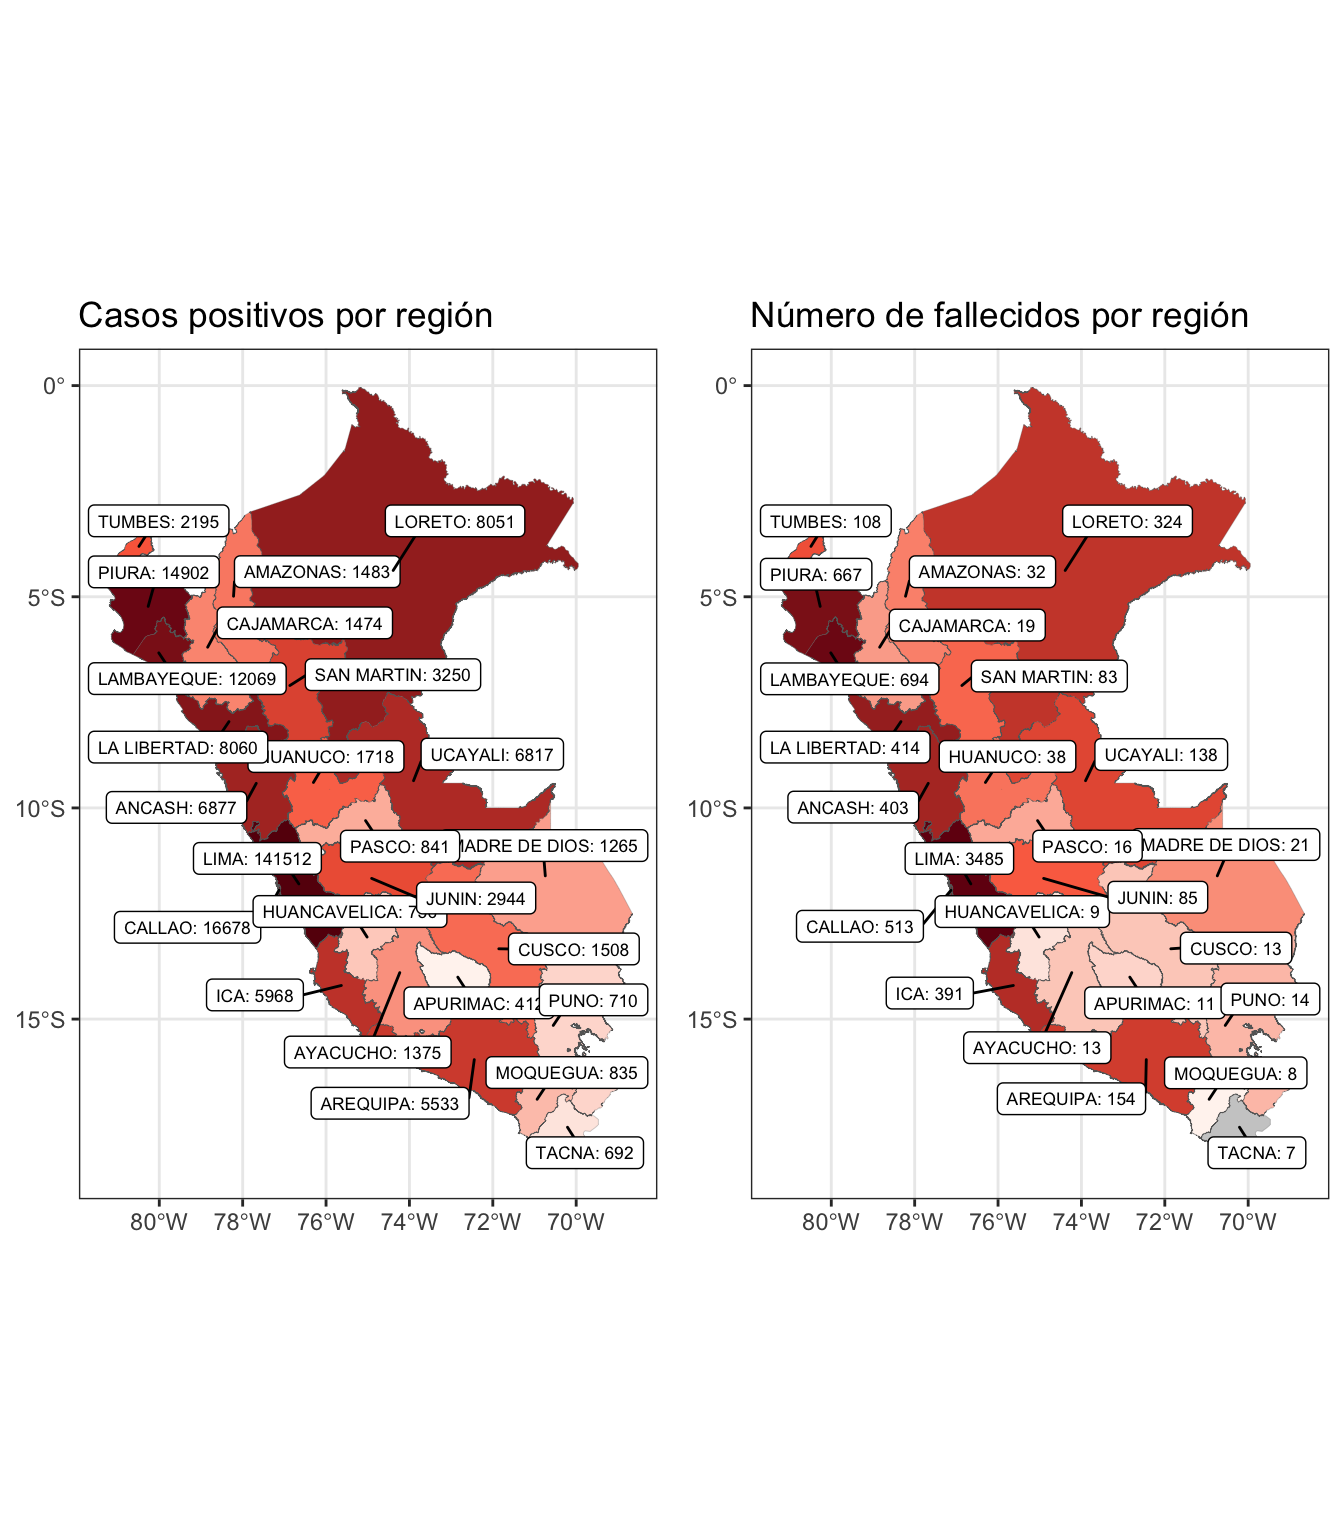 Casos positivos por región
0°
5°S
10°S
15°S
TUMBES: 2195
LORETO: 8051
PIURA: 14902
AMAZONAS: 1483
CAJAMARCA: 1474
LAMBAYEQUE: 12069
SAN MARTIN: 3250
LA LIBERTAD: 8060
HUANUCO: 1718
UCAYALI: 6817
ANCASH: 6877
LIMA: 141512
PASCO: 841
MADRE DE DIOS: 1265
JUNIN: 2944
HUANCAVELICA:
CALLAO: 16678
CUSCO: 1508
ICA: 5968
APURIMAC: 412
PUNO: 710
AYACUCHO: 1375
MOQUEGUA: 835
AREQUIPA: 5533
TACNA: 692
80°W 78°W 76°W 74°W 72°W 70°W
Número de fallecidos por región
0°
5°S
10°S
15°S
TUMBES: 108
LORETO: 324
PIURA: 667
AMAZONAS: 32
CAJAMARCA: 19
LAMBAYEQUE: 694
SAN MARTIN: 83
LA LIBERTAD: 414
HUANUCO: 38
UCAYALI: 138
ANCASH: 403
LIMA: 3485
PASCO: 16
MADRE DE DIOS: 21
JUNIN: 85
HUANCAVELICA: 9
CALLAO: 513
CUSCO: 13
ICA: 391
APURIMAC: 11
PUNO: 14
AYACUCHO: 13
MOQUEGUA: 8
AREQUIPA: 154
TACNA: 7
80°W 78°W 76°W 74°W 72°W 70°W